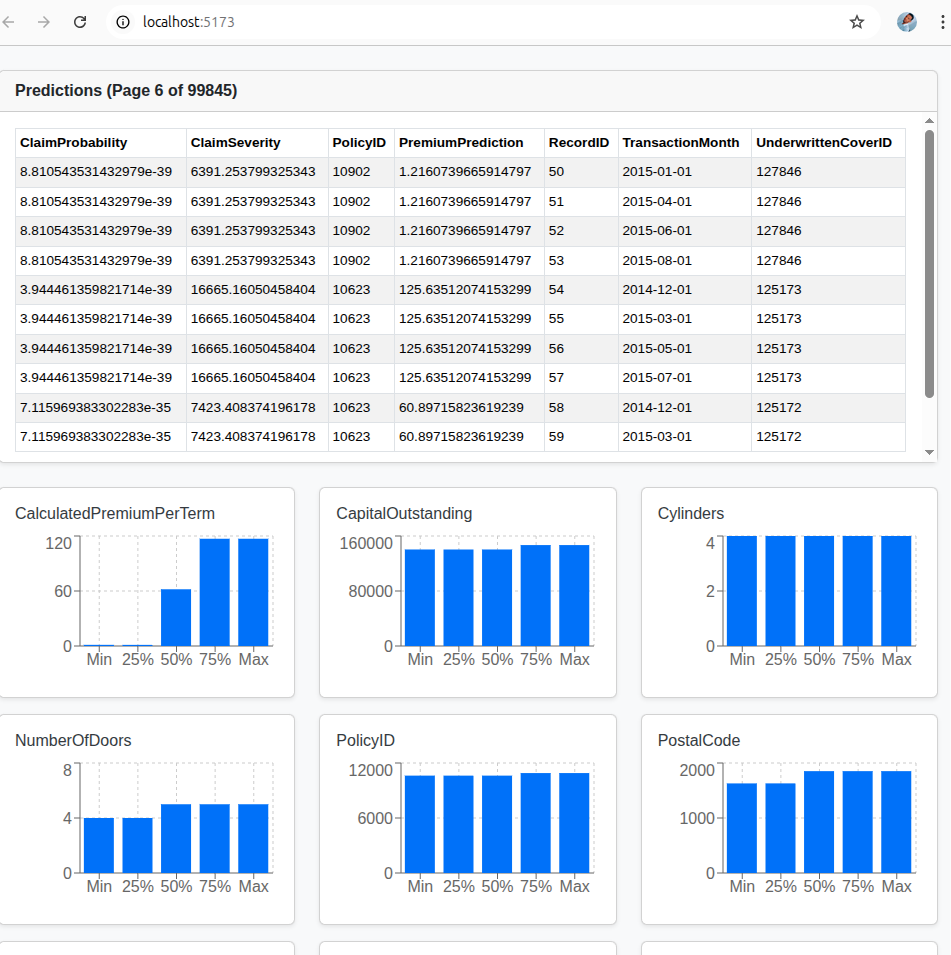 localhost:5173
Predictions (Page 6 of 99845)
ClaimProbability ClaimSeverity PolicyID PremiumPrediction RecordID TransactionMonth UnderwrittenCoverID
8.810543531432979e-39 6391.253799325343 10902 1.2160739665914797 50 2015-01-01 127846
8.810543531432979e-39 6391.253799325343 10902 1.2160739665914797 51 2015-04-01 127846
8.810543531432979e-39 6391.253799325343 10902 1.2160739665914797 52 2015-06-01 127846
8.810543531432979e-39 6391.253799325343 10902 1.2160739665914797 53 2015-08-01 127846
3.944461359821714e-39 16665.16050458404 10623 125.63512074153299 54 2014-12-01 125173
3.944461359821714e-39 16665.16050458404 10623 125.63512074153299 55 2015-03-01 125173
3.944461359821714e-39 16665.16050458404 10623 125.63512074153299 56 2015-05-01 125173
3.944461359821714e-39 16665.16050458404 10623 125.63512074153299 57 2015-07-01 125173
7.115969383302283e-35 7423.408374196178 10623 60.89715823619239 58 2014-12-01 125172
7.115969383302283e-35 7423.408374196178 10623 60.89715823619239 59 2015-03-01 125172
CalculatedPremiumPerTerm
120
60
0
Min 25% 50% 75% Max
CapitalOutstanding
160000
80000
0
Min 25% 50% 75% Max
Cylinders
4
2
0
Min 25% 50% 75% Max
NumberOfDoors
8
4
0
Min 25% 50% 75% Max
PolicyID
12000
6000
0
Min 25% 50% 75% Max
PostalCode
2000
1000
0
Min 25% 50% 75% Max